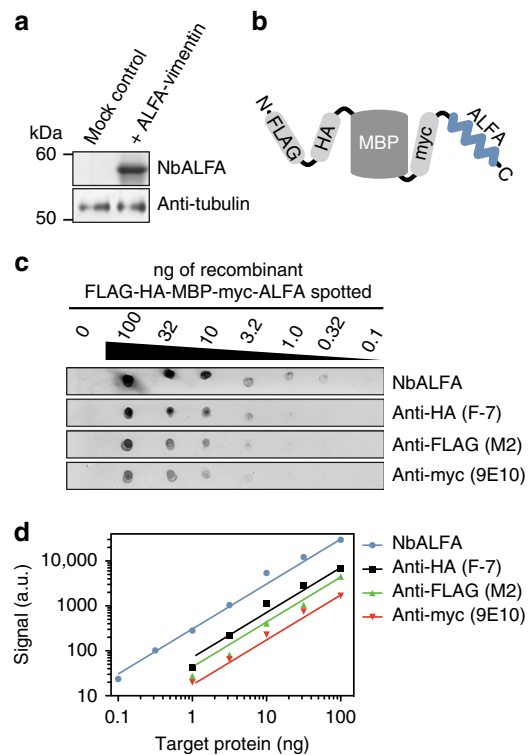 a
Mock control
+ ALFA-vimentin
kDa
60
50
NbALFA
Anti-tubulin
b
N
FLAG
HA
MBP
myc
ALFA
C
c
ng of recombinant
FLAG-HA-MBP-myc-ALFA spotted
0 100 32 10 3.2 1.0 0.32 0.1
NbALFA
Anti-HA (F-7)
Anti-FLAG (M2)
Anti-myc (9E10)
d
Signal (a.u.)
10,000
1000
100
10
0.1 1 10 100
Target protein (ng)
NbALFA
Anti-HA (F-7)
Anti-FLAG (M2)
Anti-myc (9E10)